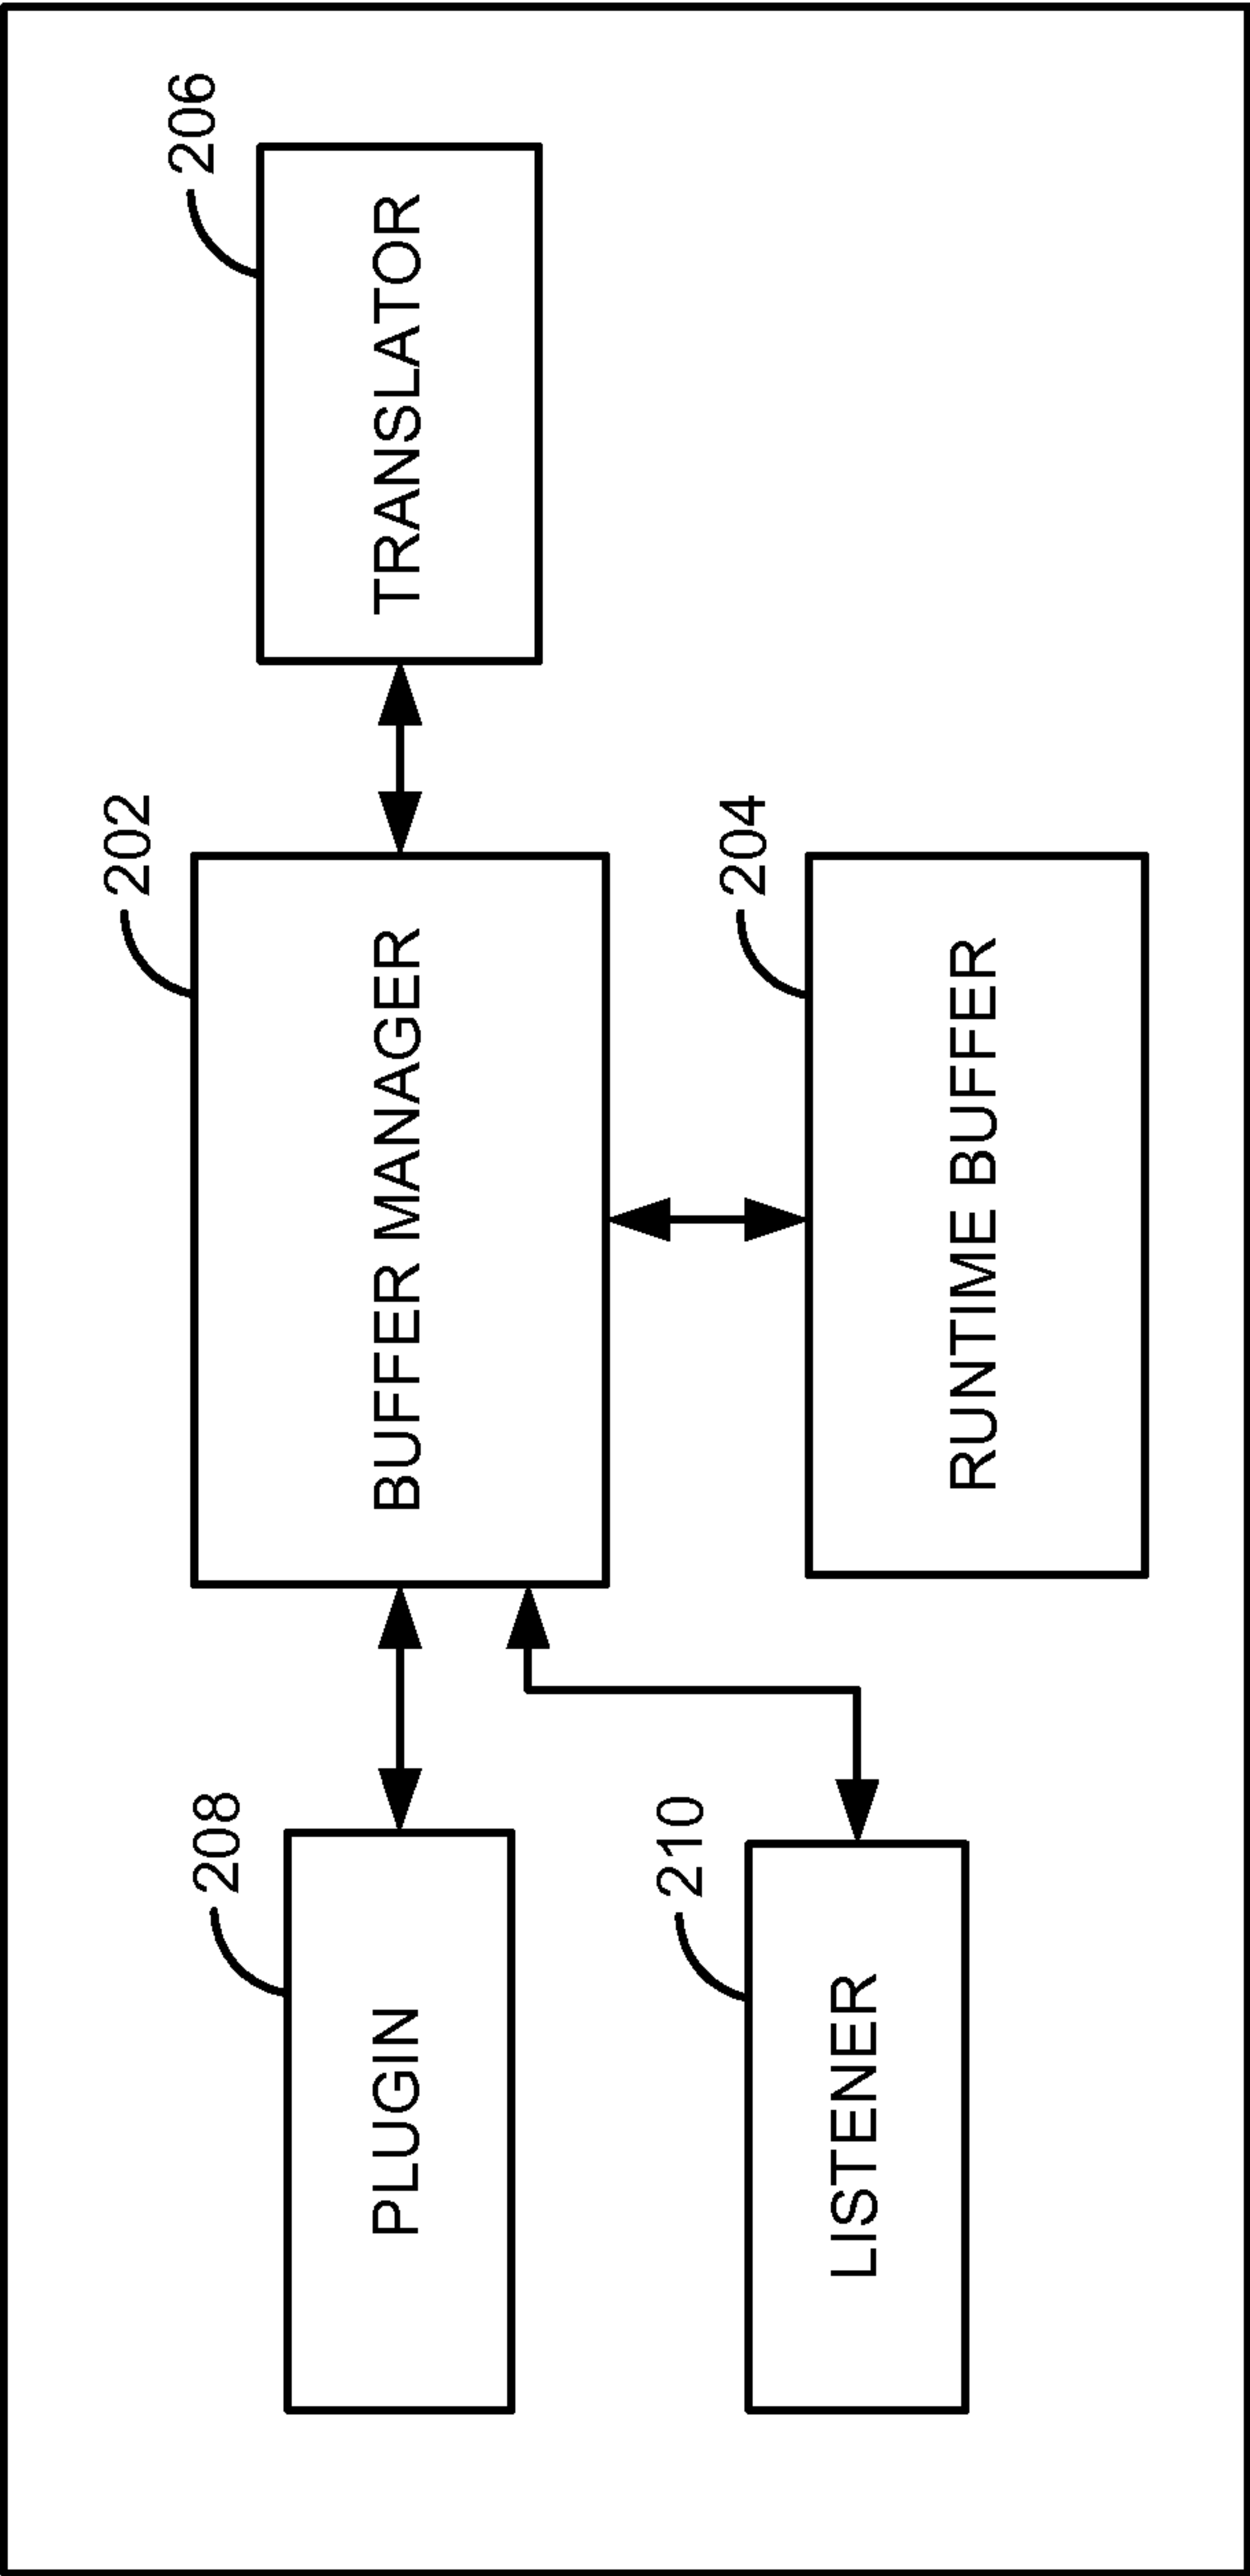 206
202
208
TRANSLATOR
BUFFER MANAGER
PLUGIN
204
210
RUNTIME BUFFER
LISTENER